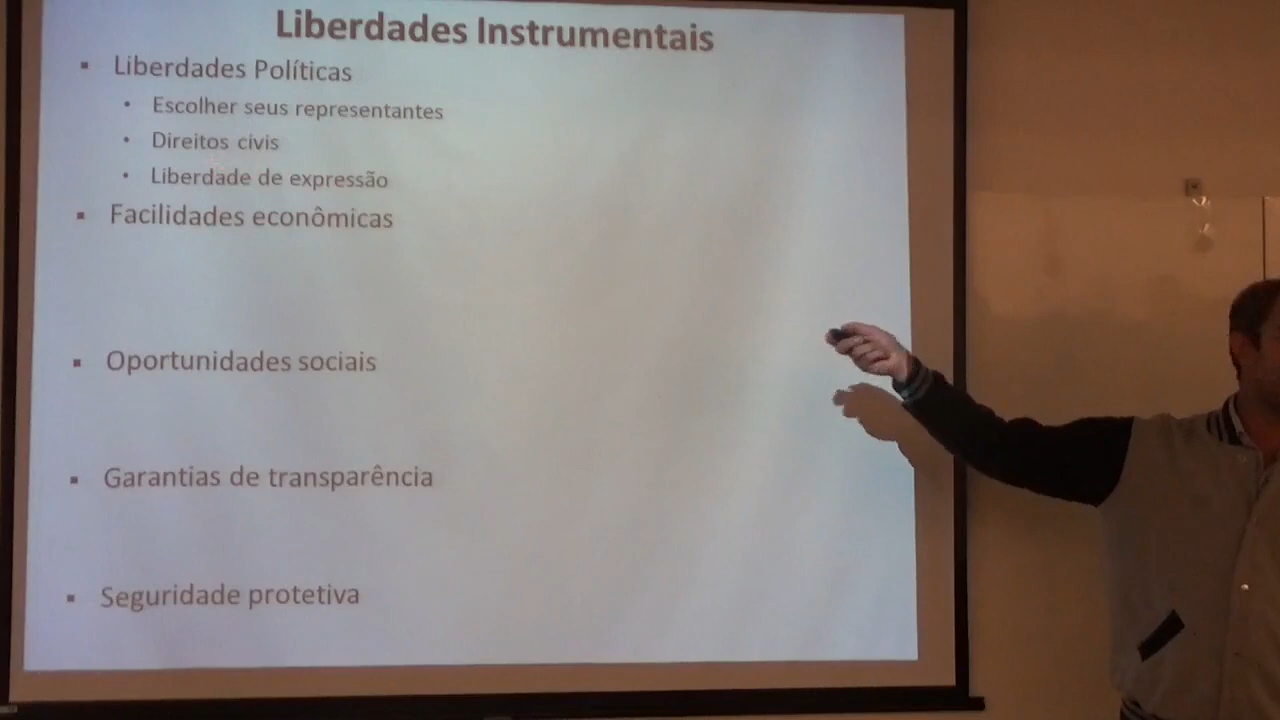 Liberdades Instrumentais
▪ Liberdades Políticas
• Escolher seus representantes
• Direitos civis
• Liberdade de expressão
▪ Facilidades econômicas
▪ Oportunidades sociais
▪ Garantias de transparência
▪ Seguridade protetiva